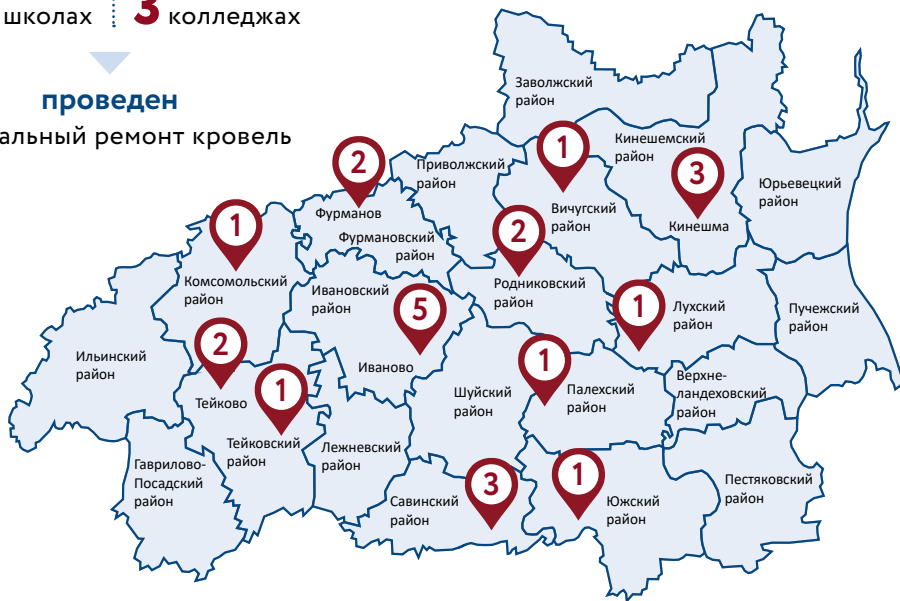 школах 3 колледжах
проведен
альный ремонт кровель
Заволжский
район
Кинешемский
район
1
3
2
Приволжский
район
Юрьевецкий
район
Вичугский
район
Кинешма
Фурманов
1
2
Фурмановский
район
Комсомольский
район
Ивановский
район
Родниковский
район
5
1
Лухский
район
Пучежский
район
2
Ильинский
район
Иваново
1
Тейково
1
Шуйский
район
Палехский
район
Верхне-
ландеховский
район
Тейковский
район
Лежневский
район
Гаврилово-
Посадский
район
Савинский
район
3
1
Южский
район
Пестяковский
район